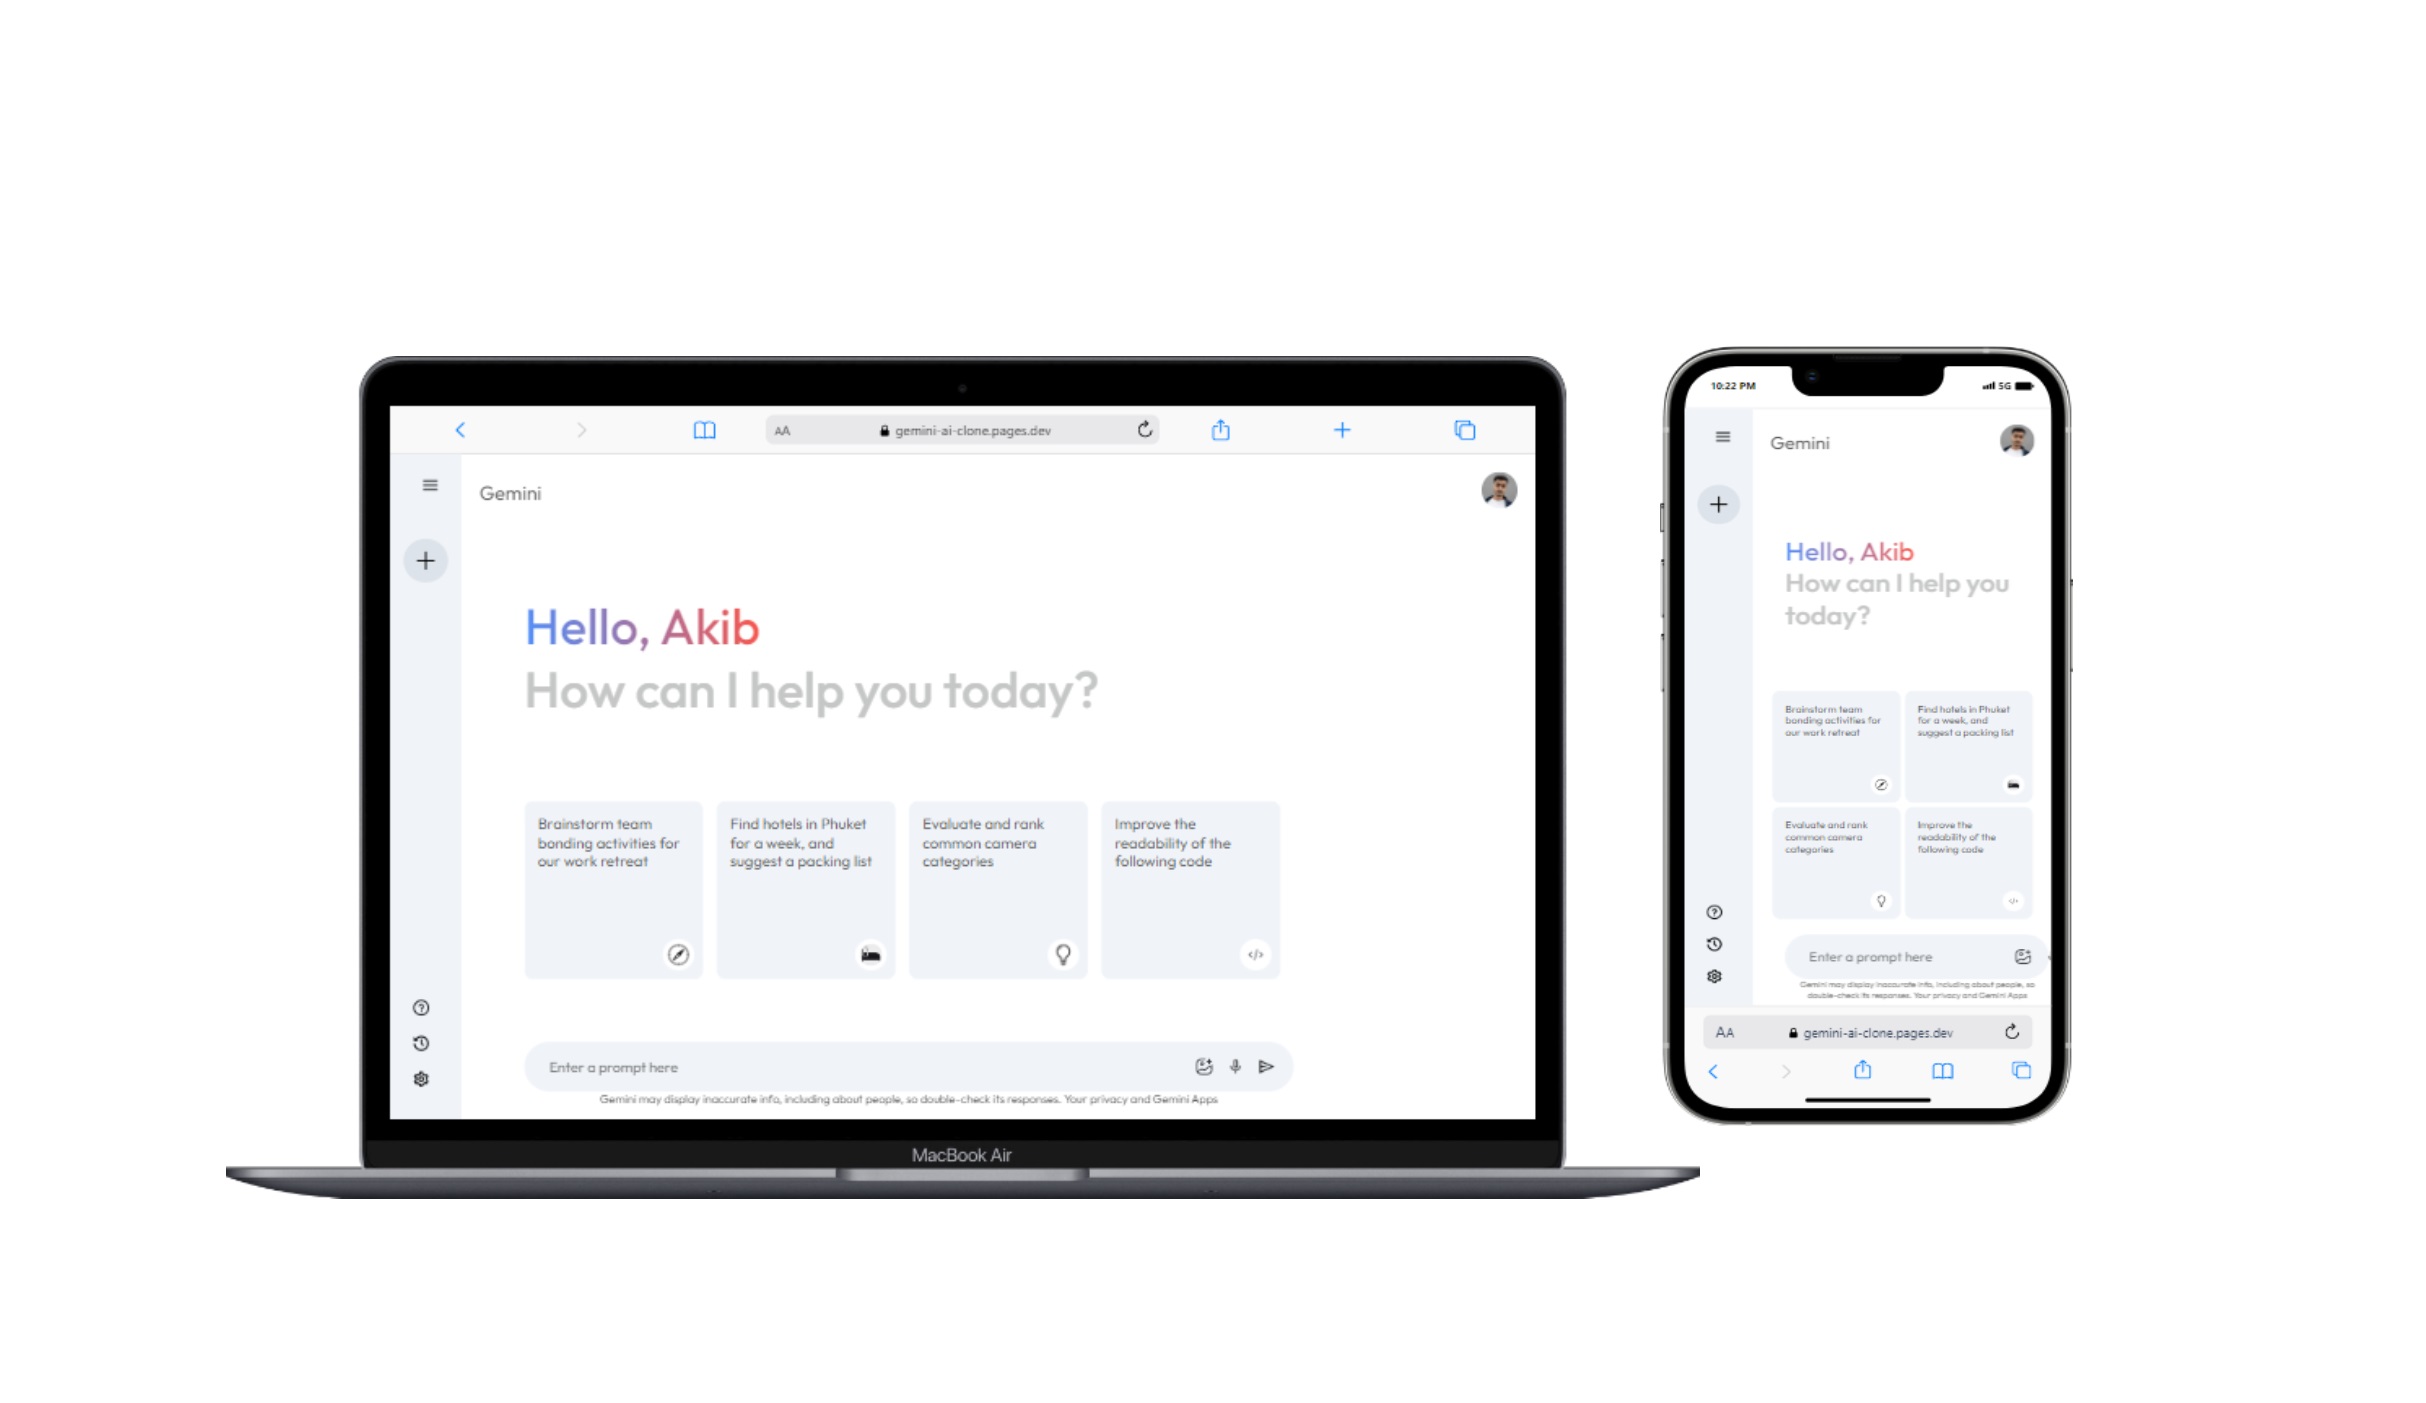 AA
gemini-ai-clone.pages.dev
Gemini
Hello, Akib
How can I help you today?
Brainstorm team
bonding activities for
our work retreat
Find hotels in Phuket
for a week, and
suggest a packing list
Evaluate and rank
common camera
categories
Improve the
readability of the
following code
</>
Enter a prompt here
Gemini may display inaccurate info, including about people, so double-check its responses. Your privacy and Gemini Apps
MacBook Air
10:22 PM
5G
Gemini
Hello, Akib
How can I help you
today?
Brainstorm team
bonding activities for
our work retreat
Find hotels in Phuket
for a week, and
suggest a packing list
Evaluate and rank
common camera
categories
Improve the
readability of the
following code
</>
Enter a prompt here
Gemini may display inaccurate info, including about people, so
double-check its responses. Your privacy and Gemini Apps
AA
gemini-ai-clone.pages.dev